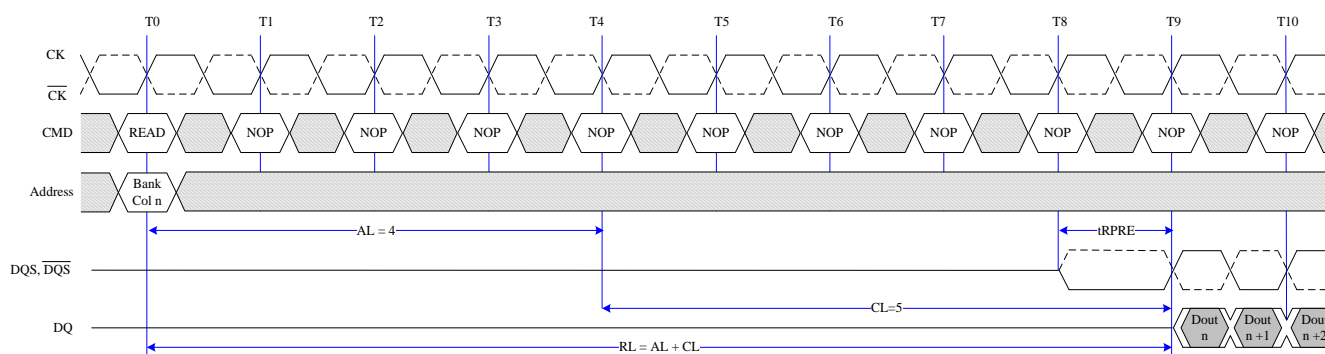 T0 T1 T2 T3 T4 T5 T6 T7 T8 T9 T10
CK
CK
CMD READ NOP NOP NOP NOP NOP NOP NOP NOP NOP NOP
Address Bank
Col n
AL = 4 tRPRE
DQS, DQS
CL=5
DQ Dout Dout Dout
n n +1 n +2
RL = AL + CL